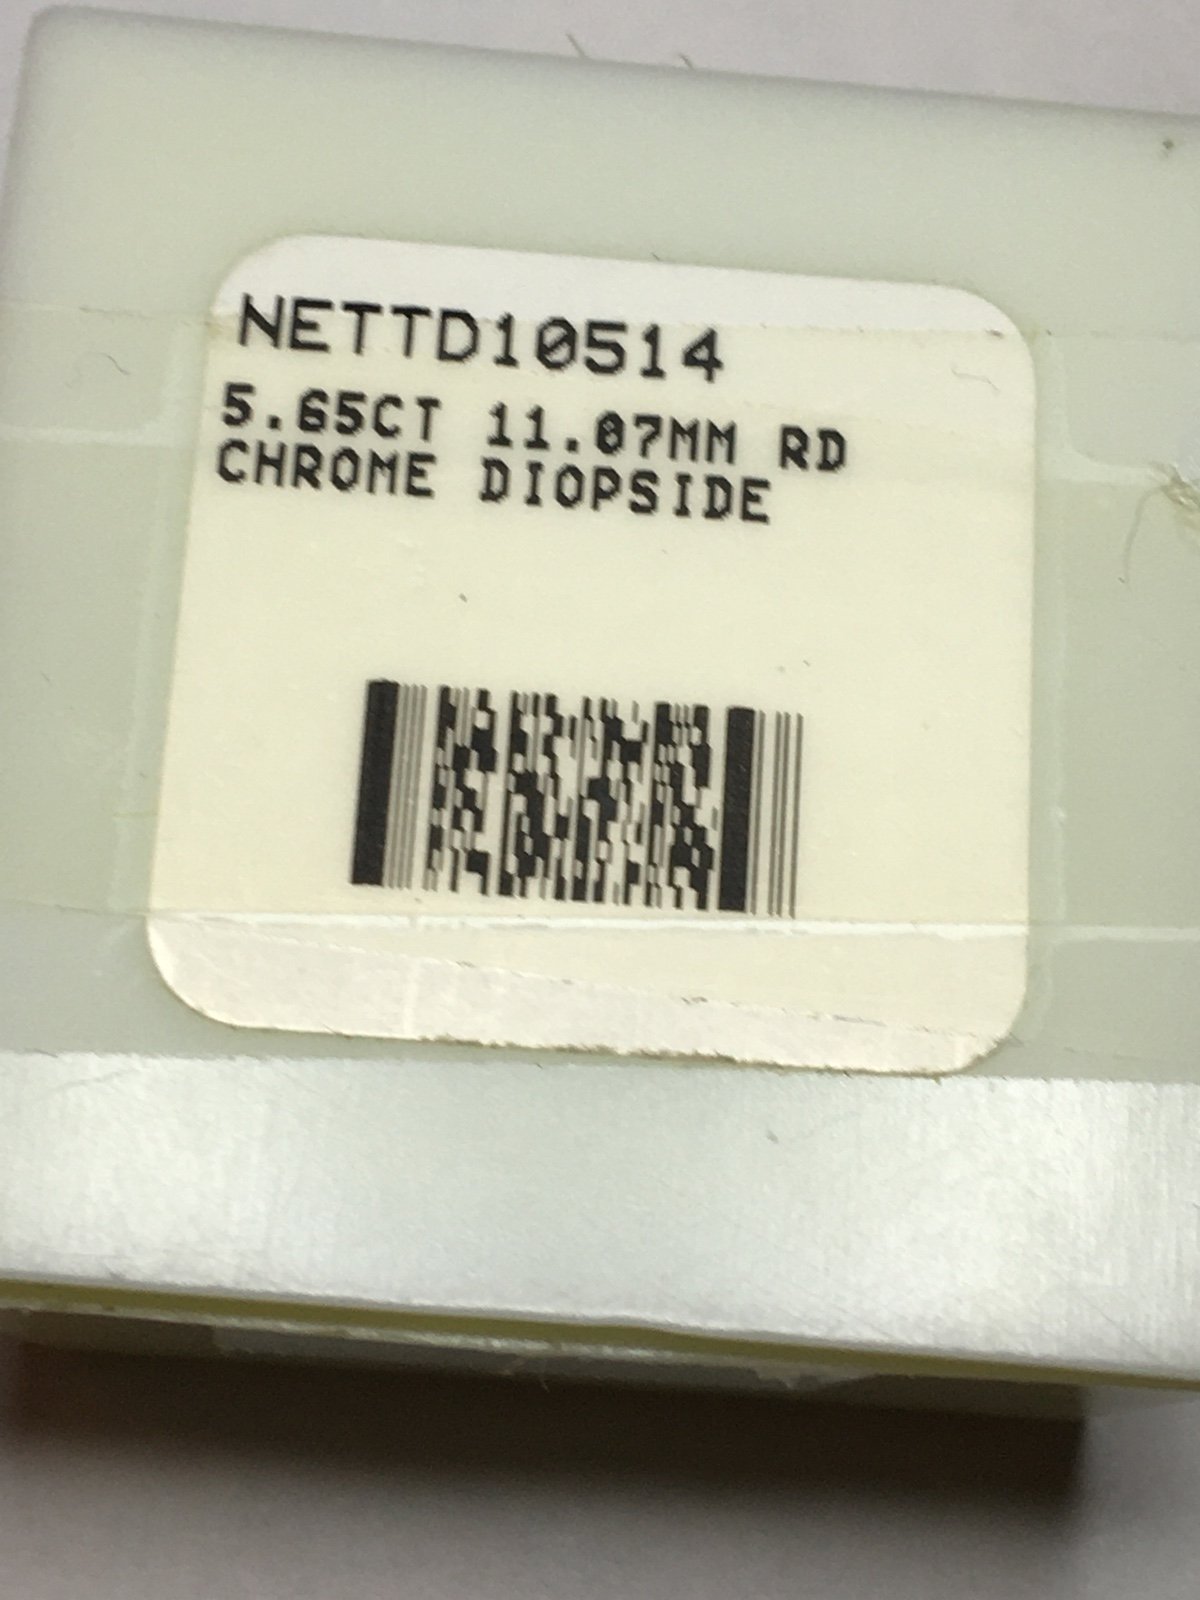 NETTD10514
5.65CT 11.07MM RD
CHROME DIOPSIDE